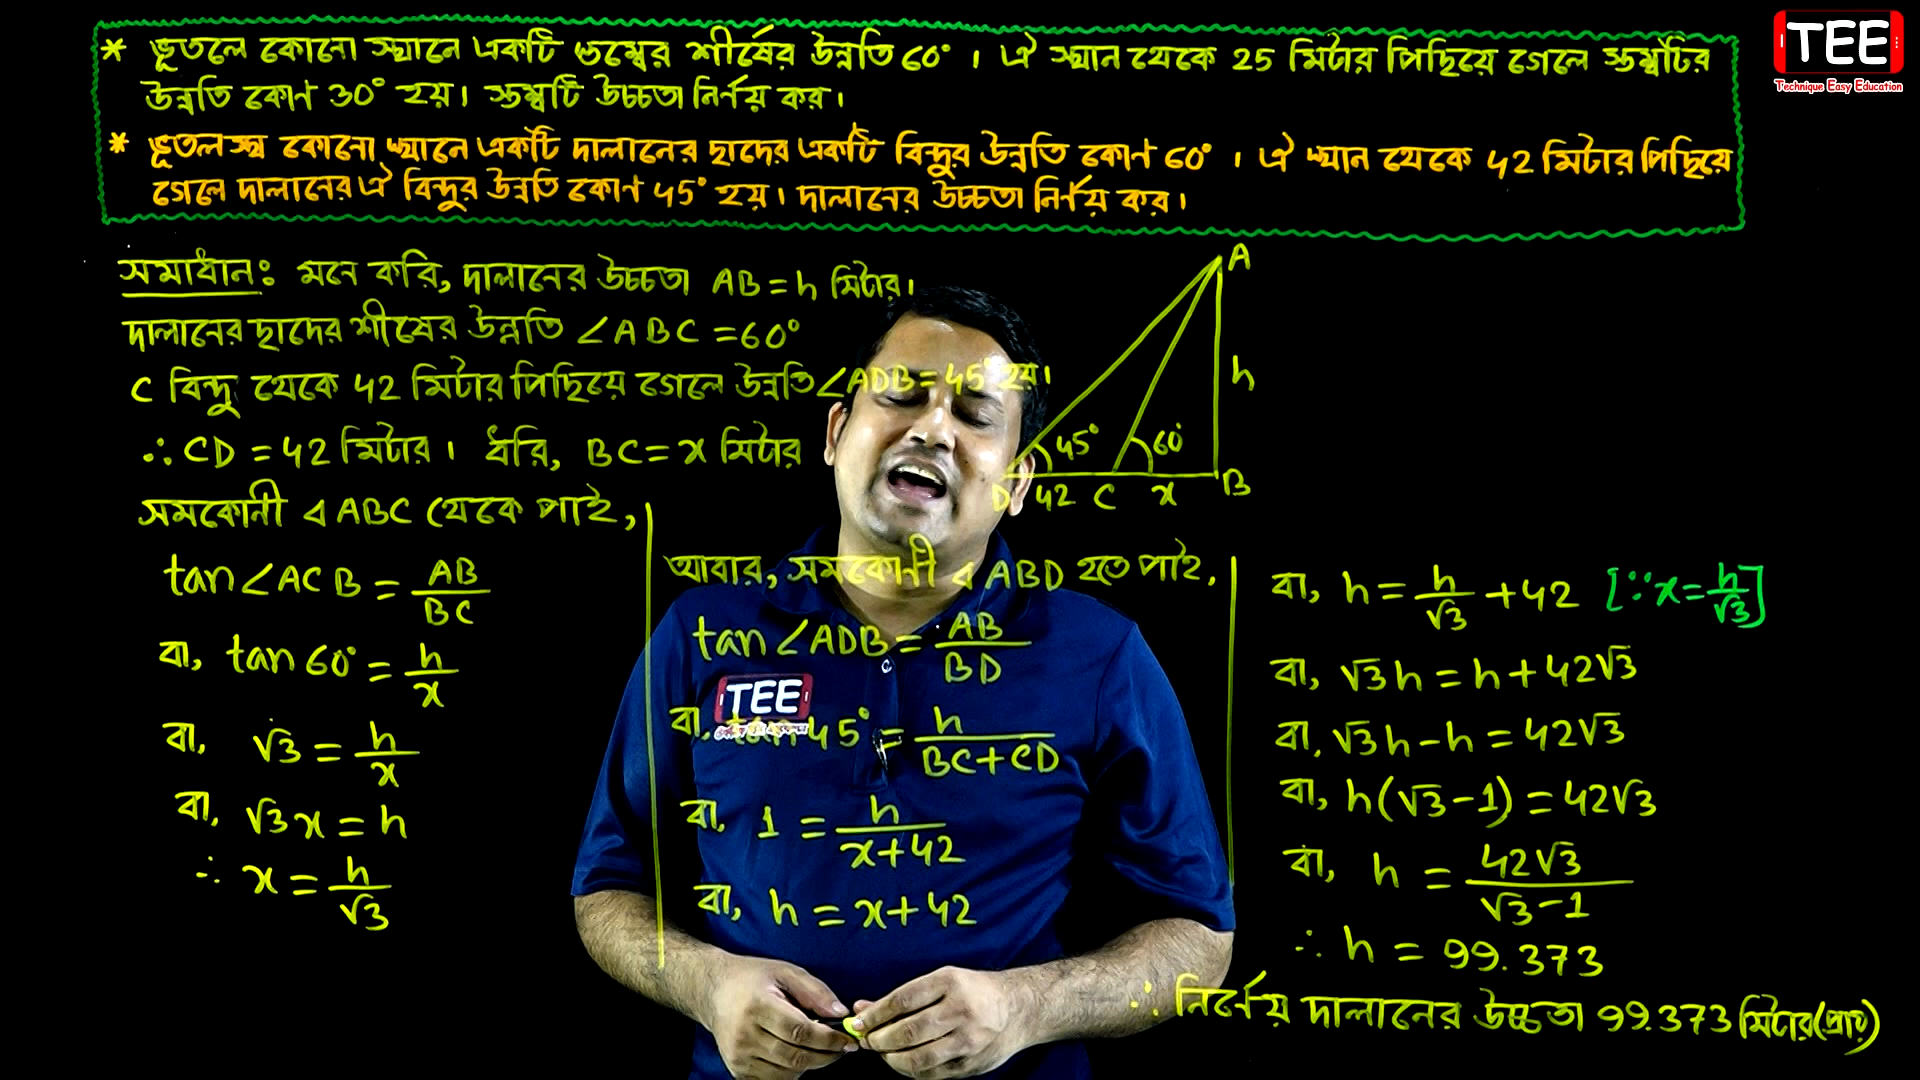 * ভূতলে কোনো স্থানে একটি স্তম্বের শীর্ষের উন্নতি 60° । ঐ স্থান থেকে 25 মিটার পিছিয়ে গেলে স্তম্বটির
উন্নতি কোণ 30° হয়। স্তম্বটি উচ্চতা নির্ণয় কর।
* ভূতলস্থ কোনো স্থানে একটি দালানের ছাদের একটি বিন্দুর উন্নতি কোণ 60° । ঐ স্থান থেকে 42 মিটার পিছিয়ে
গেলে দালানের ঐ বিন্দুর উন্নতি কোণ 45° হয়। দালানের উচ্চতা নির্ণয় কর।
TEE
Technique Easy Education
সমাধান: মনে করি, দালানের উচ্চতা AB = h মিটার।
দালানের ছাদের শীর্ষের উন্নতি ∠ABC = 60°
C বিন্দু থেকে 42 মিটার পিছিয়ে গেলে উন্নতি ∠ADB = 45° হয়।
∴ CD = 42 মিটার। ধরি, BC = x মিটার
A
h
45° 60°
D 42 C x B
সমকোনী ⊿ ABC থেকে পাই,
tan∠ACB = AB/BC
বা, tan 60° = h/x
বা, √3 = h/x
বা, √3x = h
∴ x = h/√3
আবার, সমকোনী ⊿ ABD হতে পাই,
tan∠ADB = AB/BD
TEE
বা, tan 45° = h/BC+CD
বা, 1 = h/x+42
বা, h = x+42
বা, h = h/√3 + 42 [∵x = h/√3]
বা, √3h = h + 42√3
বা, √3h - h = 42√3
বা, h(√3-1) = 42√3
বা, h = 42√3/√3-1
∴ h = 99.373
∴ নির্ণেয় দালানের উচ্চতা 99.373 মিটার(প্রায়)